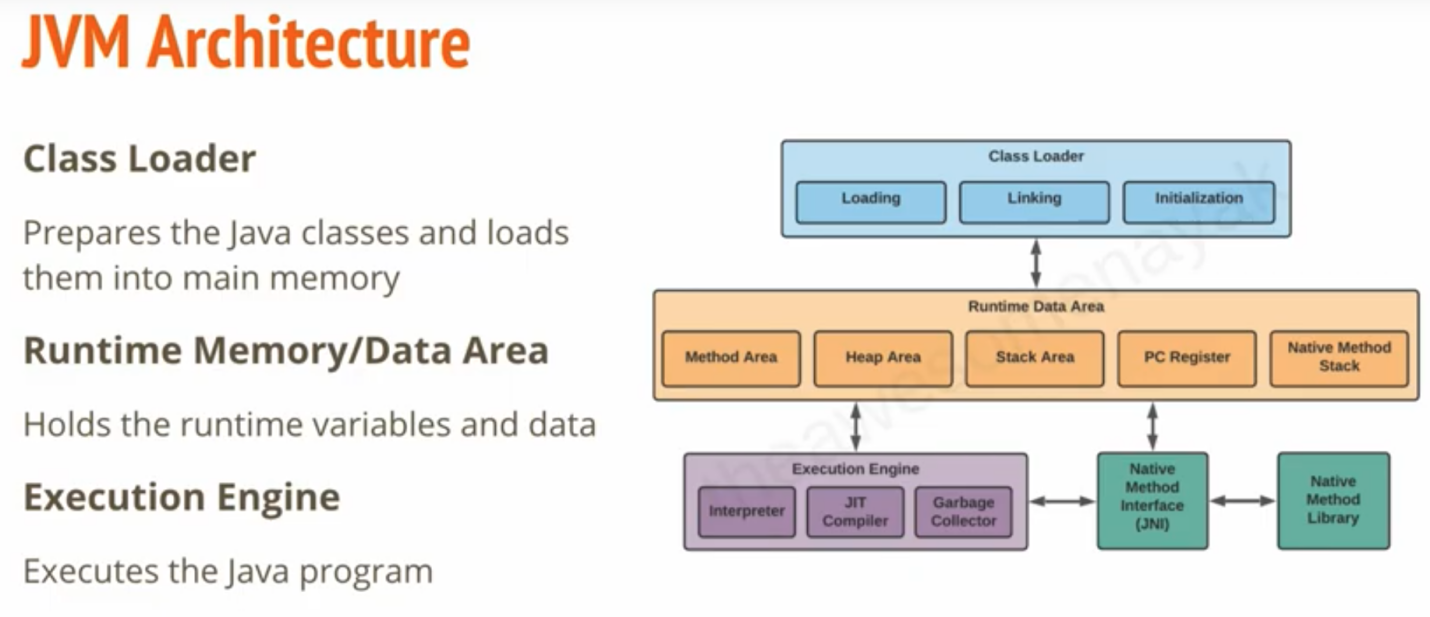 JVM Architecture
Class Loader
Prepares the Java classes and loads
them into main memory
Runtime Memory/Data Area
Holds the runtime variables and data
Execution Engine
Executes the Java program
Class Loader
Loading
Linking
Initialization
Runtime Data Area
Method Area
Heap Area
Stack Area
PC Register
Native Method
Stack
Execution Engine
Interpreter
JIT
Compiler
Garbage
Collector
Native
Method
Interface
(JNI)
Native
Method
Library
theawesomenayak